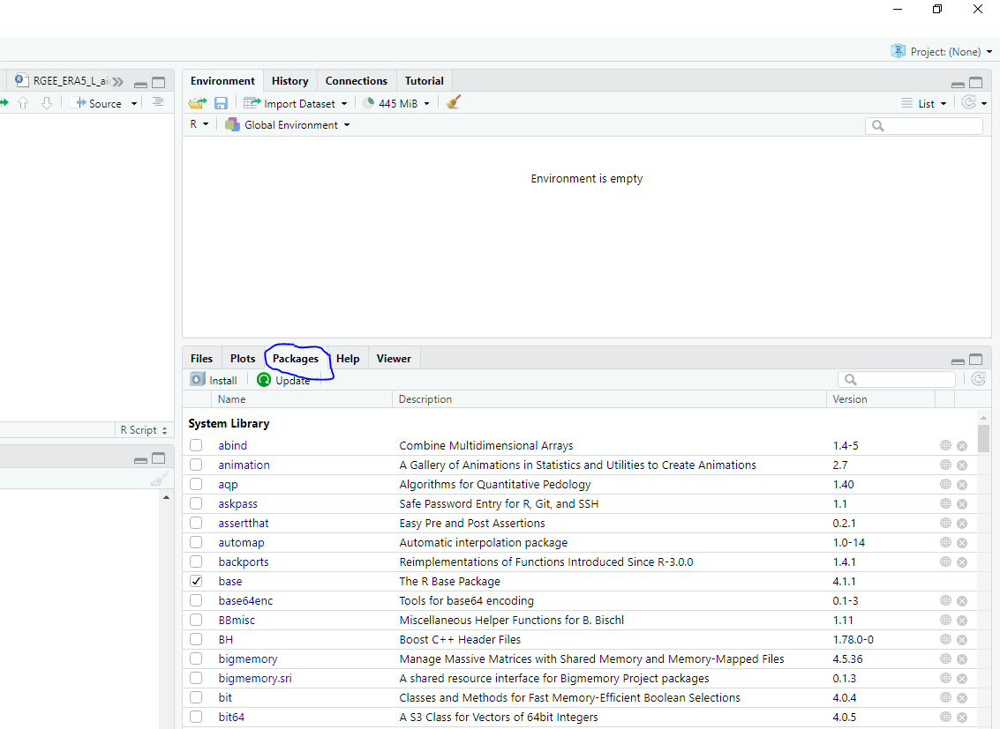 Project: (None)
RGEE_ERA5_L_ai
Environment History Connections Tutorial
Source
Import Dataset 445 MiB List
R Global Environment
Environment is empty
Files Plots Packages Help Viewer
Install Update
Name Description Version
System Library
R Script
abind Combine Multidimensional Arrays 1.4-5
animation A Gallery of Animations in Statistics and Utilities to Create Animations 2.7
aqp Algorithms for Quantitative Pedology 1.40
askpass Safe Password Entry for R, Git, and SSH 1.1
assertthat Easy Pre and Post Assertions 0.2.1
automap Automatic interpolation package 1.0-14
backports Reimplementations of Functions Introduced Since R-3.0.0 1.4.1
base The R Base Package 4.1.1
base64enc Tools for base64 encoding 0.1-3
BBmisc Miscellaneous Helper Functions for B. Bischl 1.11
BH Boost C++ Header Files 1.78.0-0
bigmemory Manage Massive Matrices with Shared Memory and Memory-Mapped Files 4.5.36
bigmemory.sri A shared resource interface for Bigmemory Project packages 0.1.3
bit Classes and Methods for Fast Memory-Efficient Boolean Selections 4.0.4
bit64 A S3 Class for Vectors of 64bit Integers 4.0.5